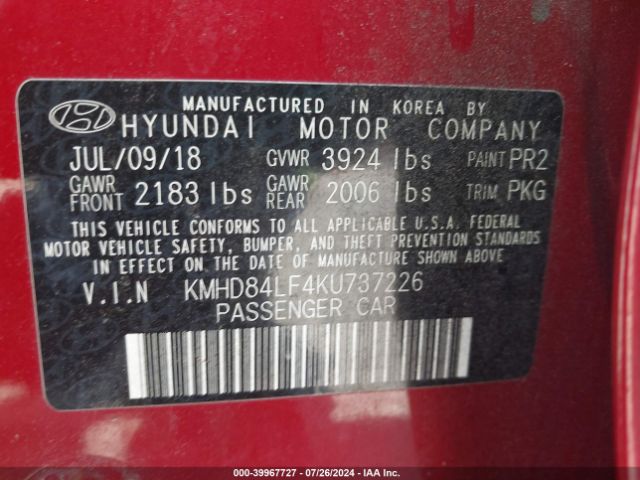 MANUFACTURED IN KOREA BY
HYUNDAI MOTOR COMPANY
JUL/09/18 GVWR 3924 lbs PAINT PR2
GAWR FRONT 2183 lbs GAWR REAR 2006 lbs TRIM PKG
THIS VEHICLE CONFORMS TO ALL APPLICABLE U.S.A. FEDERAL
MOTOR VEHICLE SAFETY, BUMPER, AND THEFT PREVENTION STANDARDS
IN EFFECT ON THE DATE OF MANUFACTURE SHOWN ABOVE.
V.I.N KMHD84LF4KU737226
PASSENGER CAR
000-39967727 - 07/26/2024 - IAA Inc.